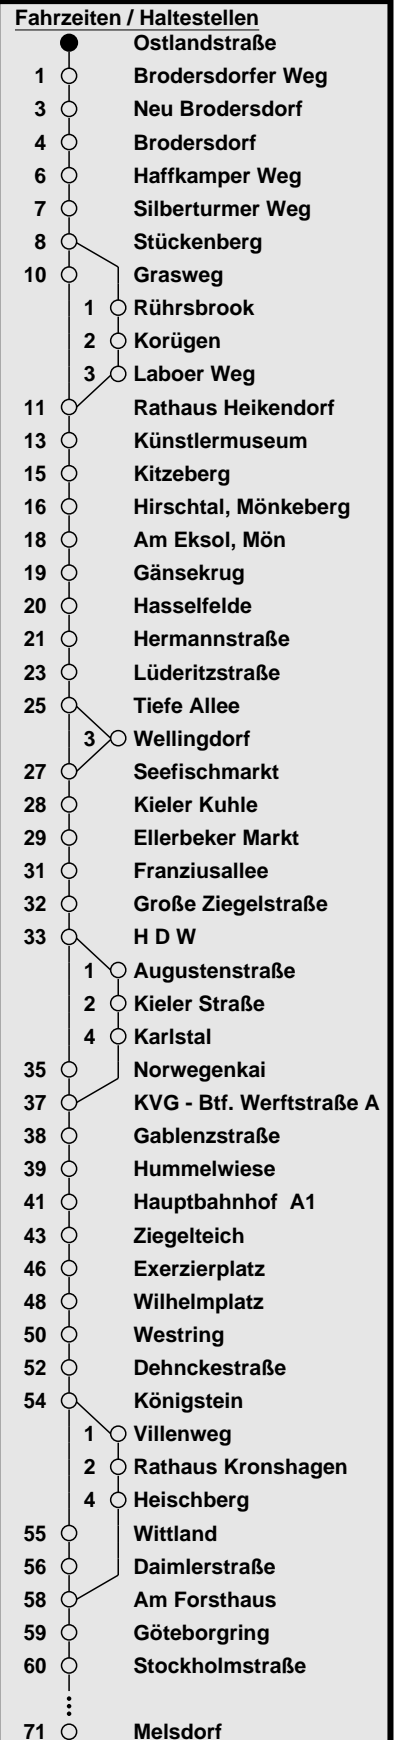 Fahrzeiten / Haltestellen
Ostlandstraße
1 Brodersdorfer Weg
3 Neu Brodersdorf
4 Brodersdorf
6 Haffkamper Weg
7 Silberturmer Weg
8 Stückenberg
10 Grasweg
1 Rührsbrook
2 Korügen
3 Laboer Weg
11 Rathaus Heikendorf
13 Künstlermuseum
15 Kitzeberg
16 Hirschtal, Mönkeberg
18 Am Eksol, Mön
19 Gänsekrug
20 Hasselfelde
21 Hermannstraße
23 Lüderitzstraße
25 Tiefe Allee
3 Wellingdorf
27 Seefischmarkt
28 Kieler Kuhle
29 Ellerbeker Markt
31 Franziusallee
32 Große Ziegelstraße
33 H D W
1 Augustenstraße
2 Kieler Straße
4 Karlstal
35 Norwegenkai
37 KVG - Btf. Werftstraße A
38 Gablenzstraße
39 Hummelwiese
41 Hauptbahnhof A1
43 Ziegelteich
46 Exerzierplatz
48 Wilhelmplatz
50 Westring
52 Dehnckestraße
54 Königstein
1 Villenweg
2 Rathaus Kronshagen
4 Heischberg
55 Wittland
56 Daimlerstraße
58 Am Forsthaus
59 Göteborgring
60 Stockholmstraße
71 Melsdorf